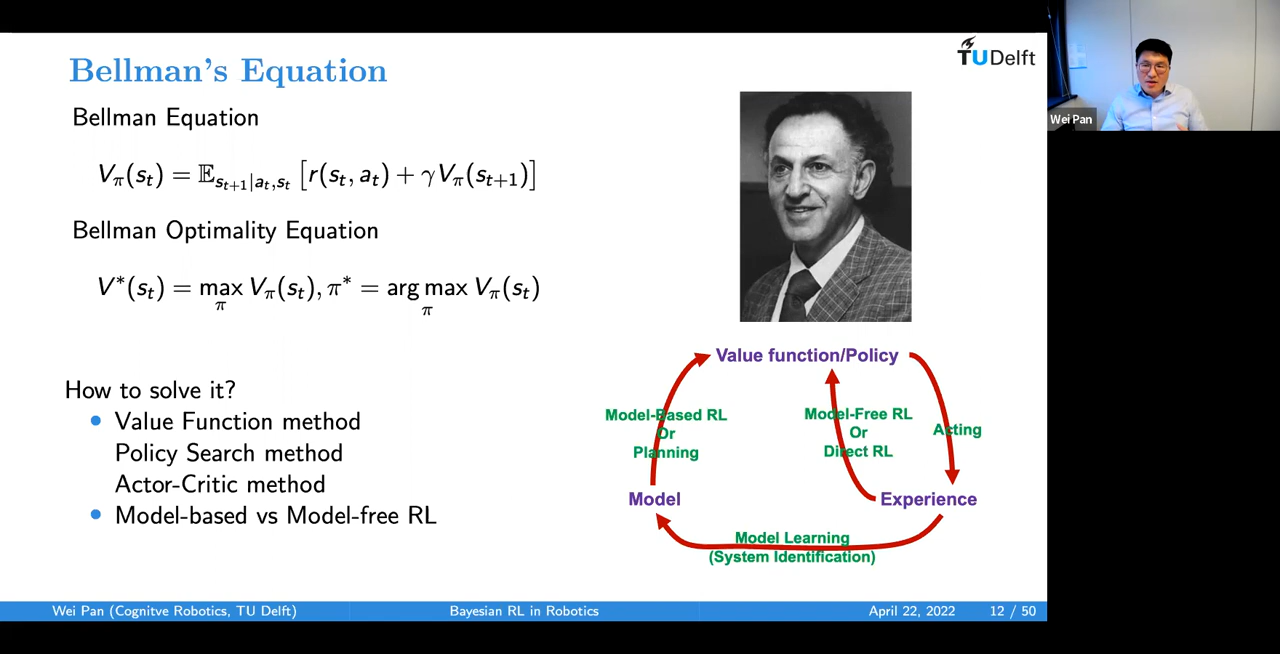 Bellman's Equation
TU Delft
Wei Pan
Bellman Equation
V_π(s_t) = 𝔼_{s_{t+1}|a_t,s_t} [r(s_t, a_t) + γV_π(s_{t+1})]
Bellman Optimality Equation
V*(s_t) = max_π V_π(s_t), π* = arg max_π V_π(s_t)
How to solve it?
• Value Function method
Policy Search method
Actor-Critic method
• Model-based vs Model-free RL
Value function/Policy
Model-Based RL
Or
Planning
Model-Free RL
Or
Direct RL
Acting
Model
Experience
Model Learning
(System Identification)
Wei Pan (Cognitve Robotics, TU Delft)
Bayesian RL in Robotics
April 22, 2022
12 / 50